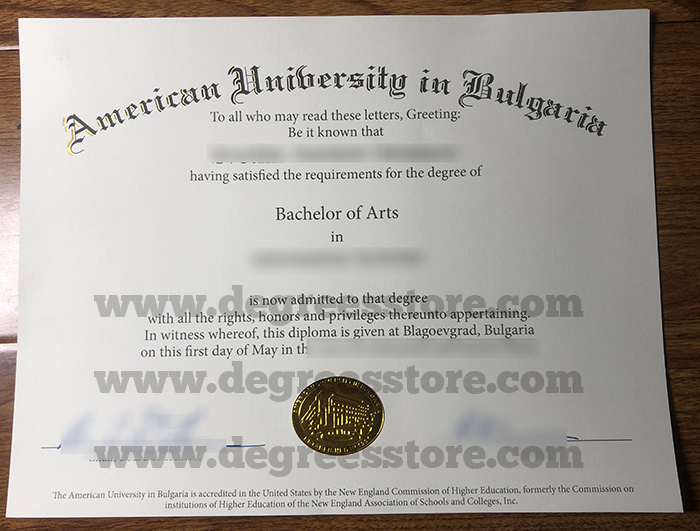 American University in Bulgaria
To all who may read these letters, Greeting:
Be it known that
having satisfied the requirements for the degree of
Bachelor of Arts
in
is now admitted to that degree
www.degreesstore.com
with all the rights, honors and privileges thereunto appertaining.
In witness whereof, this diploma is given at Blagoevgrad, Bulgaria
on this first day of May in th
www.degreesstore.com
www.degreesstore.com
The American University in Bulgaria is accredited in the United States by the New England Commission of Higher Education, formerly the Commission on
institutions of Higher Education of the New England Association of Schools and Colleges, Inc.